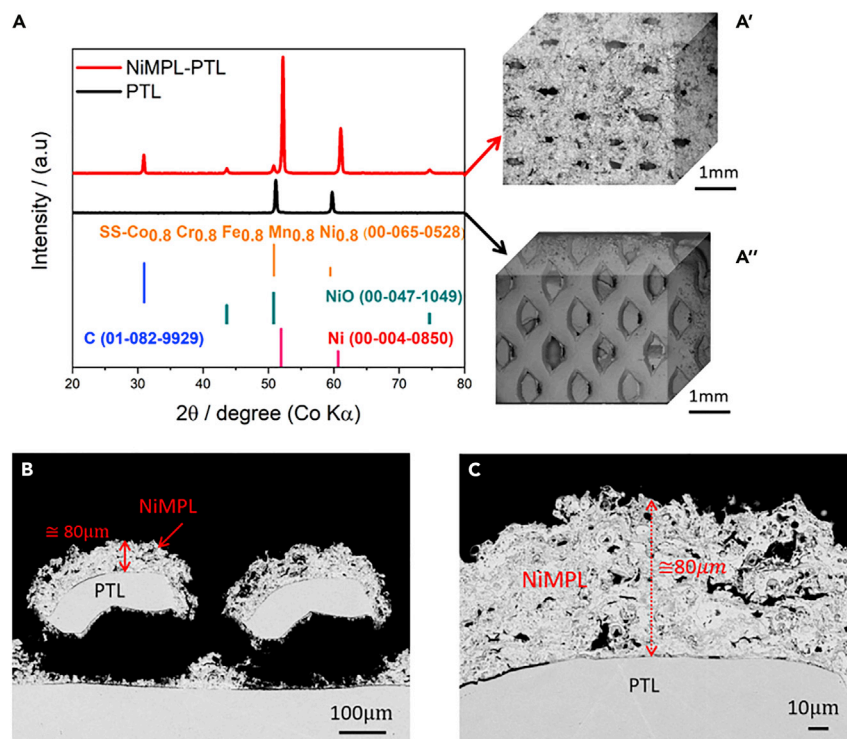 A
A′
NiMPL-PTL
PTL
1mm
Intensity / (a.u)
SS-Co0.8 Cr0.8 Fe0.8 Mn0.8 Ni0.8 (00-065-0528)
A″
NiO (00-047-1049)
C (01-082-9929)
Ni (00-004-0850)
20 30 40 50 60 70 80
2θ / degree (Co Kα)
1mm
B
NiMPL
≅ 80μm
PTL
100μm
C
NiMPL
≅80μm
PTL
10μm